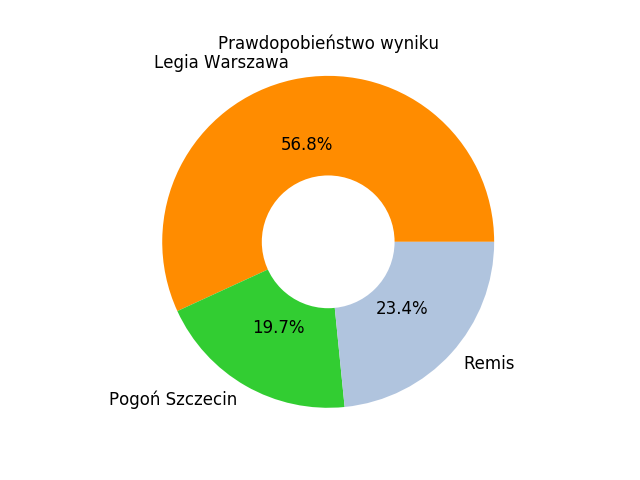 Prawdopobieństwo wyniku
Legia Warszawa
56.8%
19.7%
23.4%
Remis
Pogoń Szczecin